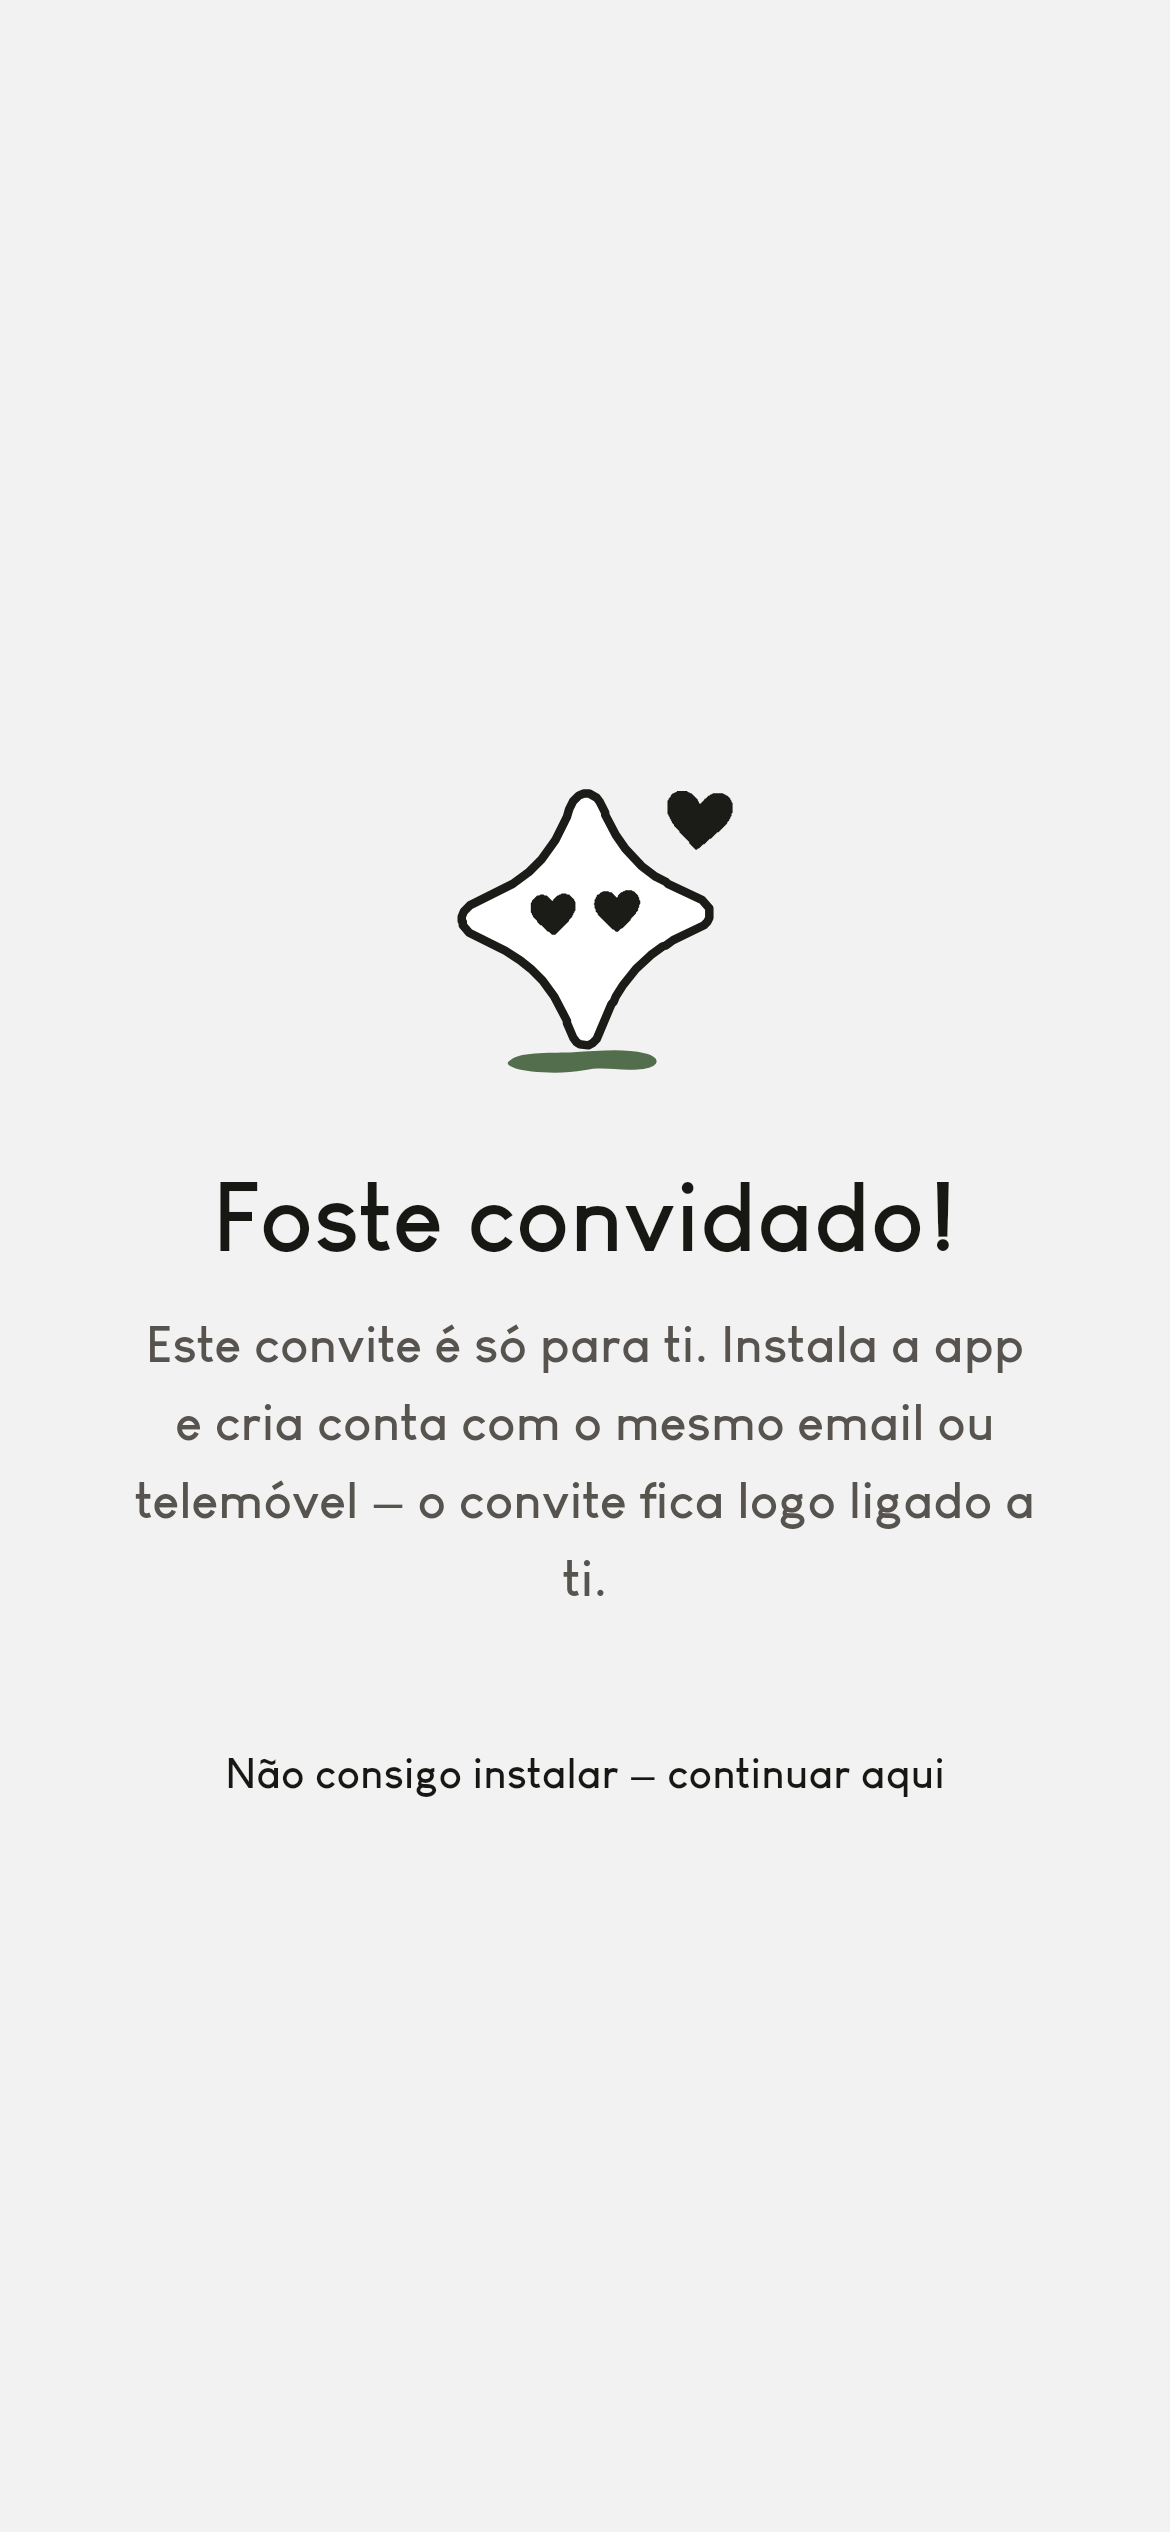 Foste convidado!
Este convite é só para ti. Instala a app
e cria conta com o mesmo email ou
telemóvel — o convite fica logo ligado a
ti.
Não consigo instalar — continuar aqui